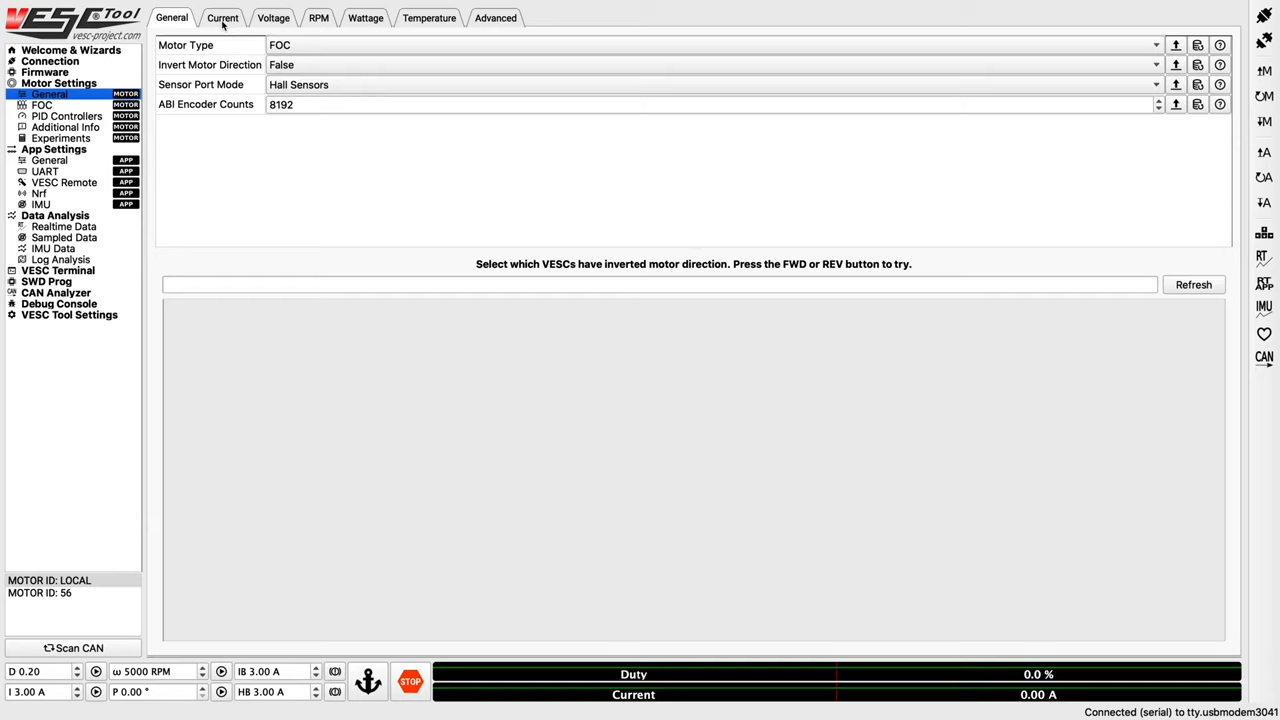 VESC Tool
vesc-project.com
General
Current
Voltage
RPM
Wattage
Temperature
Advanced
Motor Type
FOC
Invert Motor Direction
False
Sensor Port Mode
Hall Sensors
ABI Encoder Counts
8192
Select which VESCs have inverted motor direction. Press the FWD or REV button to try.
Refresh
Welcome & Wizards
Connection
Firmware
Motor Settings
General MOTOR
FOC MOTOR
PID Controllers MOTOR
Additional Info MOTOR
Experiments MOTOR
App Settings
General APP
UART APP
VESC Remote APP
Nrf APP
IMU APP
Data Analysis
Realtime Data
Sampled Data
IMU Data
Log Analysis
VESC Terminal
SWD Prog
CAN Analyzer
Debug Console
VESC Tool Settings
MOTOR ID: LOCAL
MOTOR ID: 56
Scan CAN
D 0.20
ω 5000 RPM
IB 3.00 A
I 3.00 A
P 0.00 °
HB 3.00 A
STOP
Duty
0.0 %
Current
0.00 A
M
M
M
A
A
A
RT
RT
APP
IMU
CAN
Connected (serial) to tty.usbmodem3041